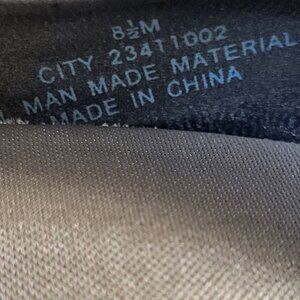 8½M
CITY 23411002
MAN MADE MATERIAL
MADE IN CHINA